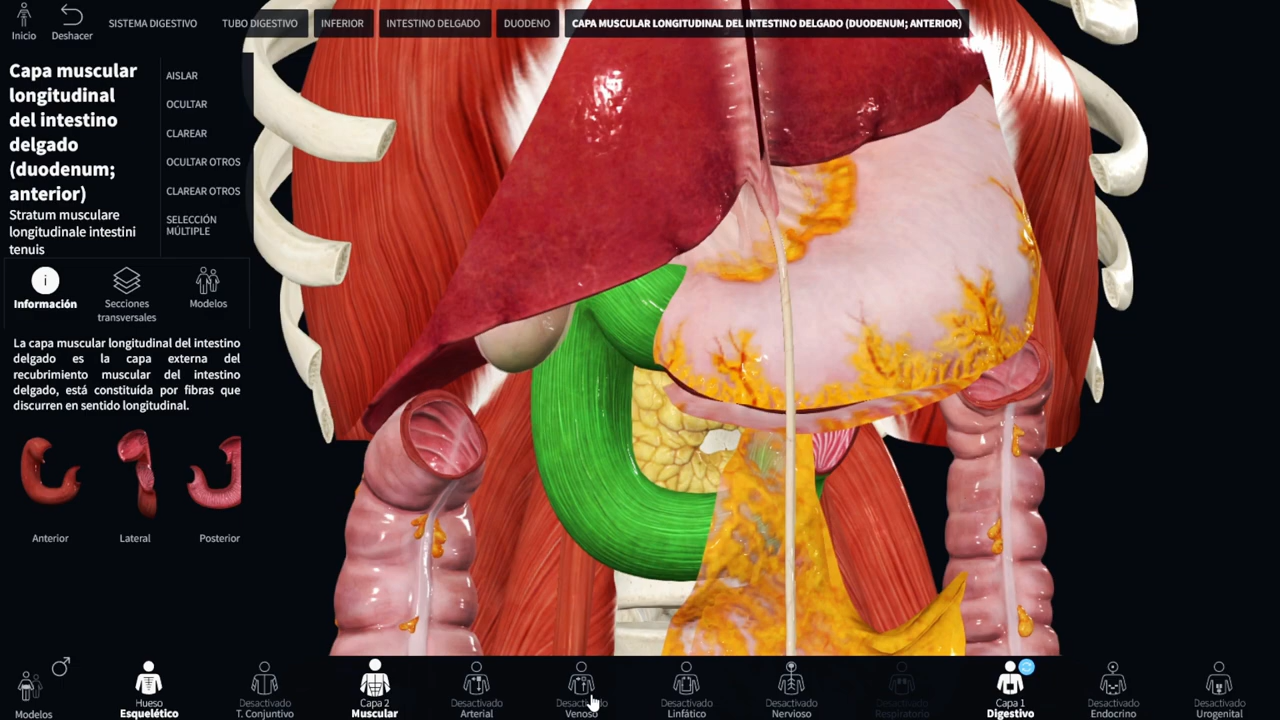 Inicio
Deshacer
SISTEMA DIGESTIVO
TUBO DIGESTIVO
INFERIOR
INTESTINO DELGADO
DUODENO
CAPA MUSCULAR LONGITUDINAL DEL INTESTINO DELGADO (DUODENUM; ANTERIOR)
Capa muscular
longitudinal
del intestino
delgado
(duodenum;
anterior)
Stratum musculare
longitudinale intestini
tenuis
AISLAR
OCULTAR
CLAREAR
OCULTAR OTROS
CLAREAR OTROS
SELECCIÓN
MÚLTIPLE
i
Información
Secciones
transversales
Modelos
La capa muscular longitudinal del intestino
delgado es la capa externa del
recubrimiento muscular del intestino
delgado, está constituida por fibras que
discurren en sentido longitudinal.
Anterior
Lateral
Posterior
Modelos
Hueso
Esquelético
Desactivado
T. Conjuntivo
Capa 2
Muscular
Desactivado
Arterial
Desactivado
Venoso
Desactivado
Linfático
Desactivado
Nervioso
Desactivado
Respiratorio
Capa 1
Digestivo
Desactivado
Endocrino
Desactivado
Urogenital